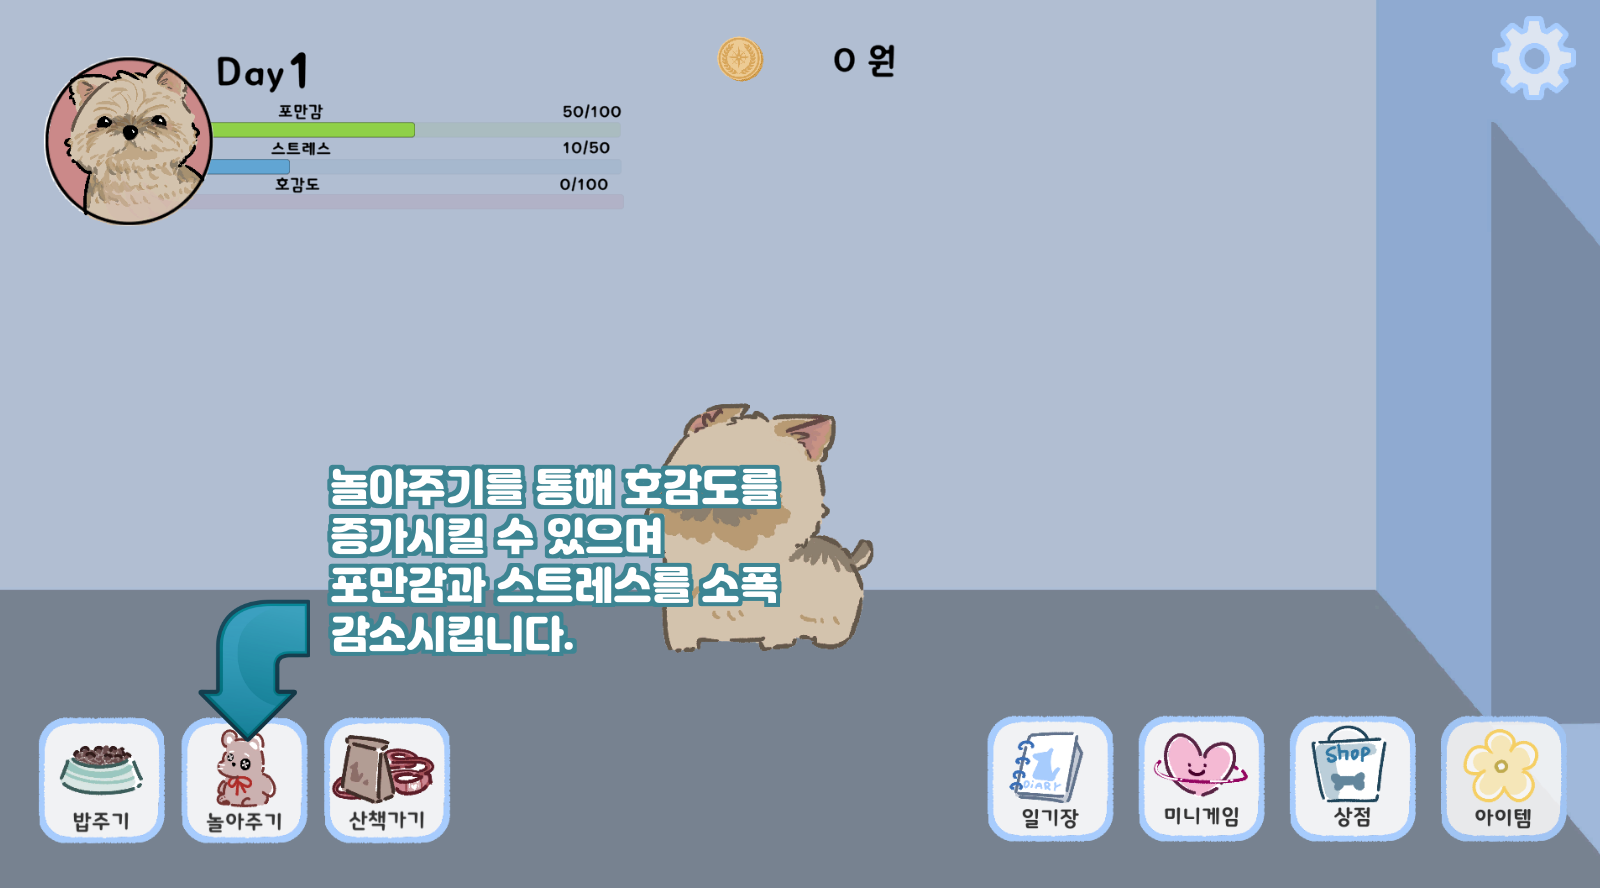 Day1
0 원
포만감 50/100
스트레스 10/50
호감도 0/100
놀아주기를 통해 호감도를
증가시킬 수 있으며
포만감과 스트레스를 소폭
감소시킵니다.
밥주기
놀아주기
산책가기
DiARY
일기장
미니게임
Shop
상점
아이템